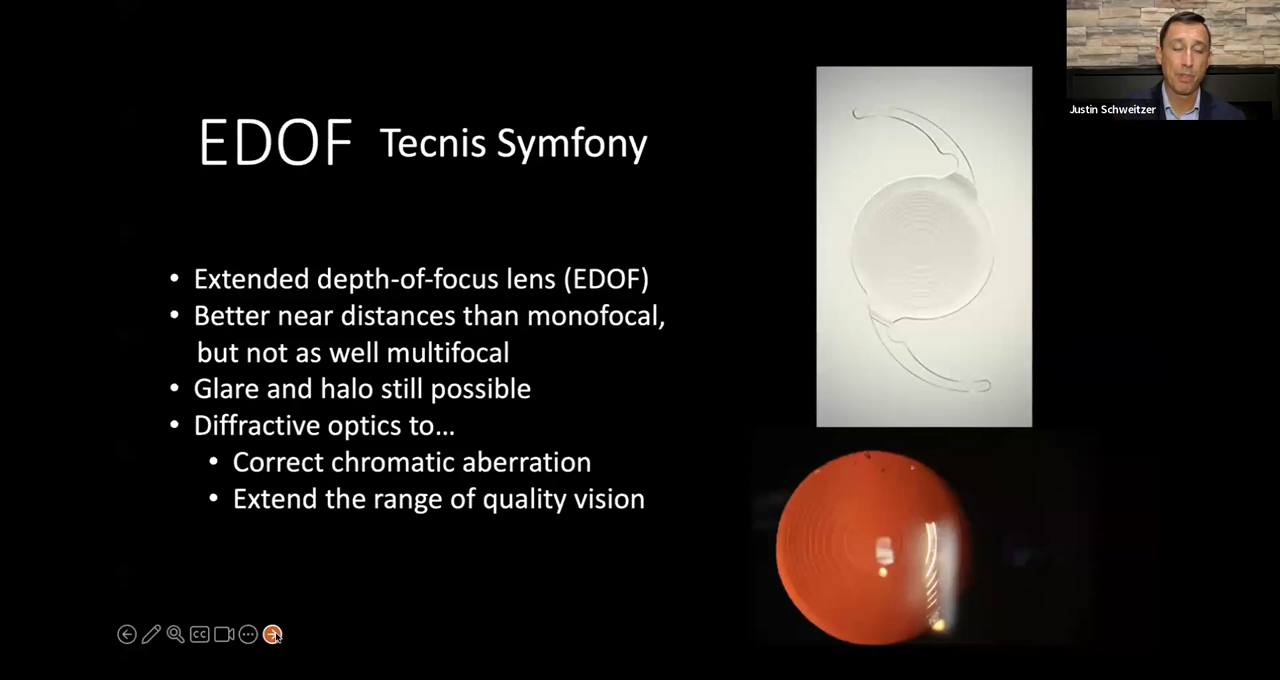 Justin Schweitzer
EDOF Tecnis Symfony
• Extended depth-of-focus lens (EDOF)
• Better near distances than monofocal,
but not as well multifocal
• Glare and halo still possible
• Diffractive optics to…
• Correct chromatic aberration
• Extend the range of quality vision
CC